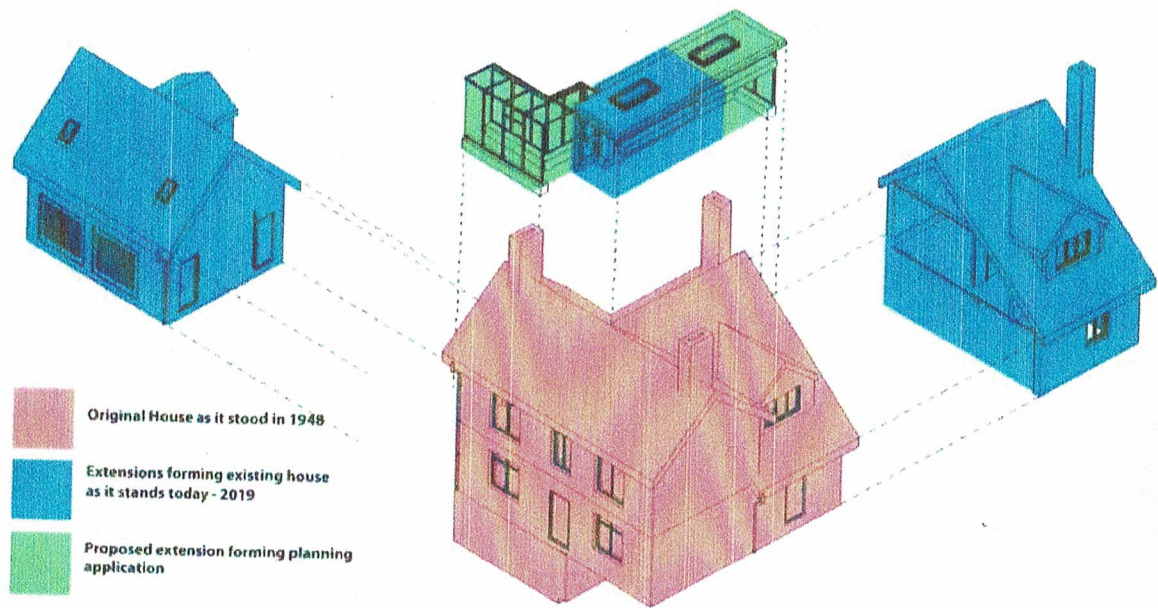 Original House as it stood in 1948
Extensions forming existing house
as it stands today - 2019
Proposed extension forming planning
application